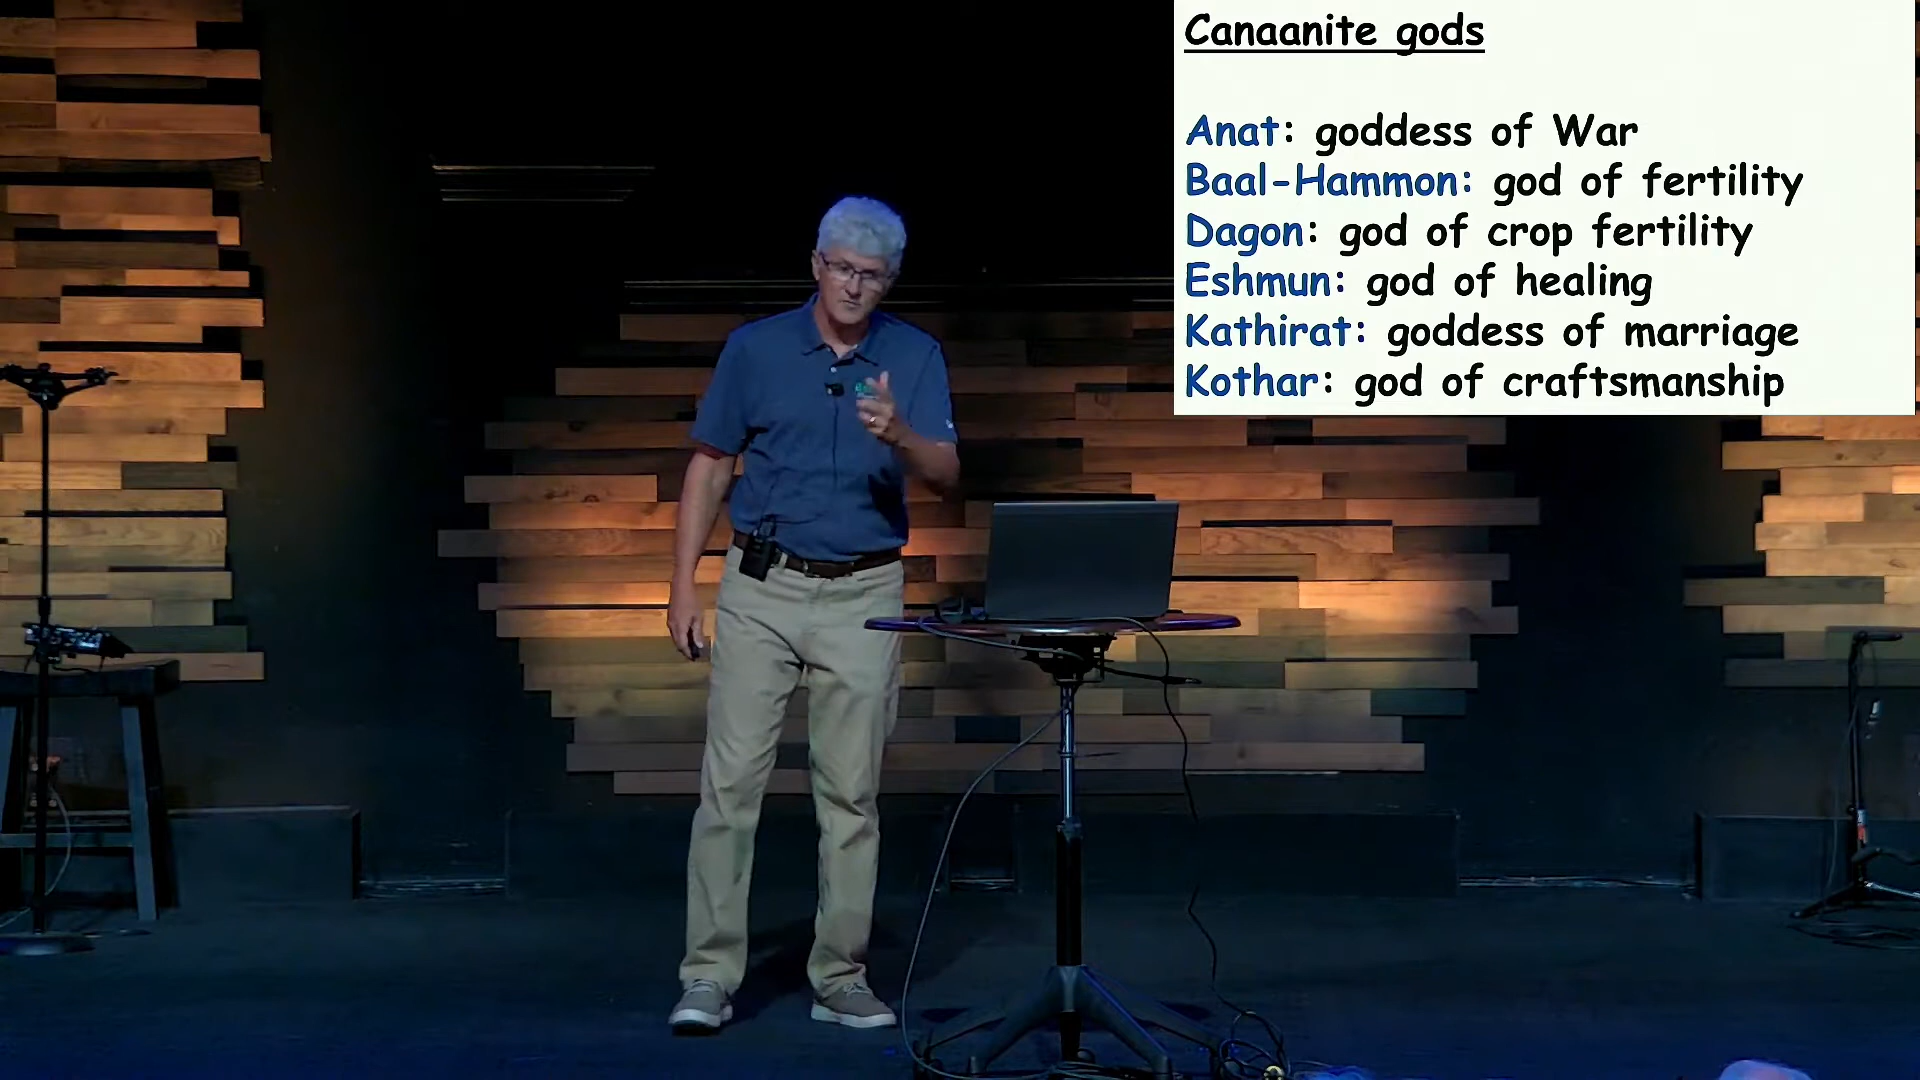 Canaanite gods
Anat: goddess of War
Baal-Hammon: god of fertility
Dagon: god of crop fertility
Eshmun: god of healing
Kathirat: goddess of marriage
Kothar: god of craftsmanship